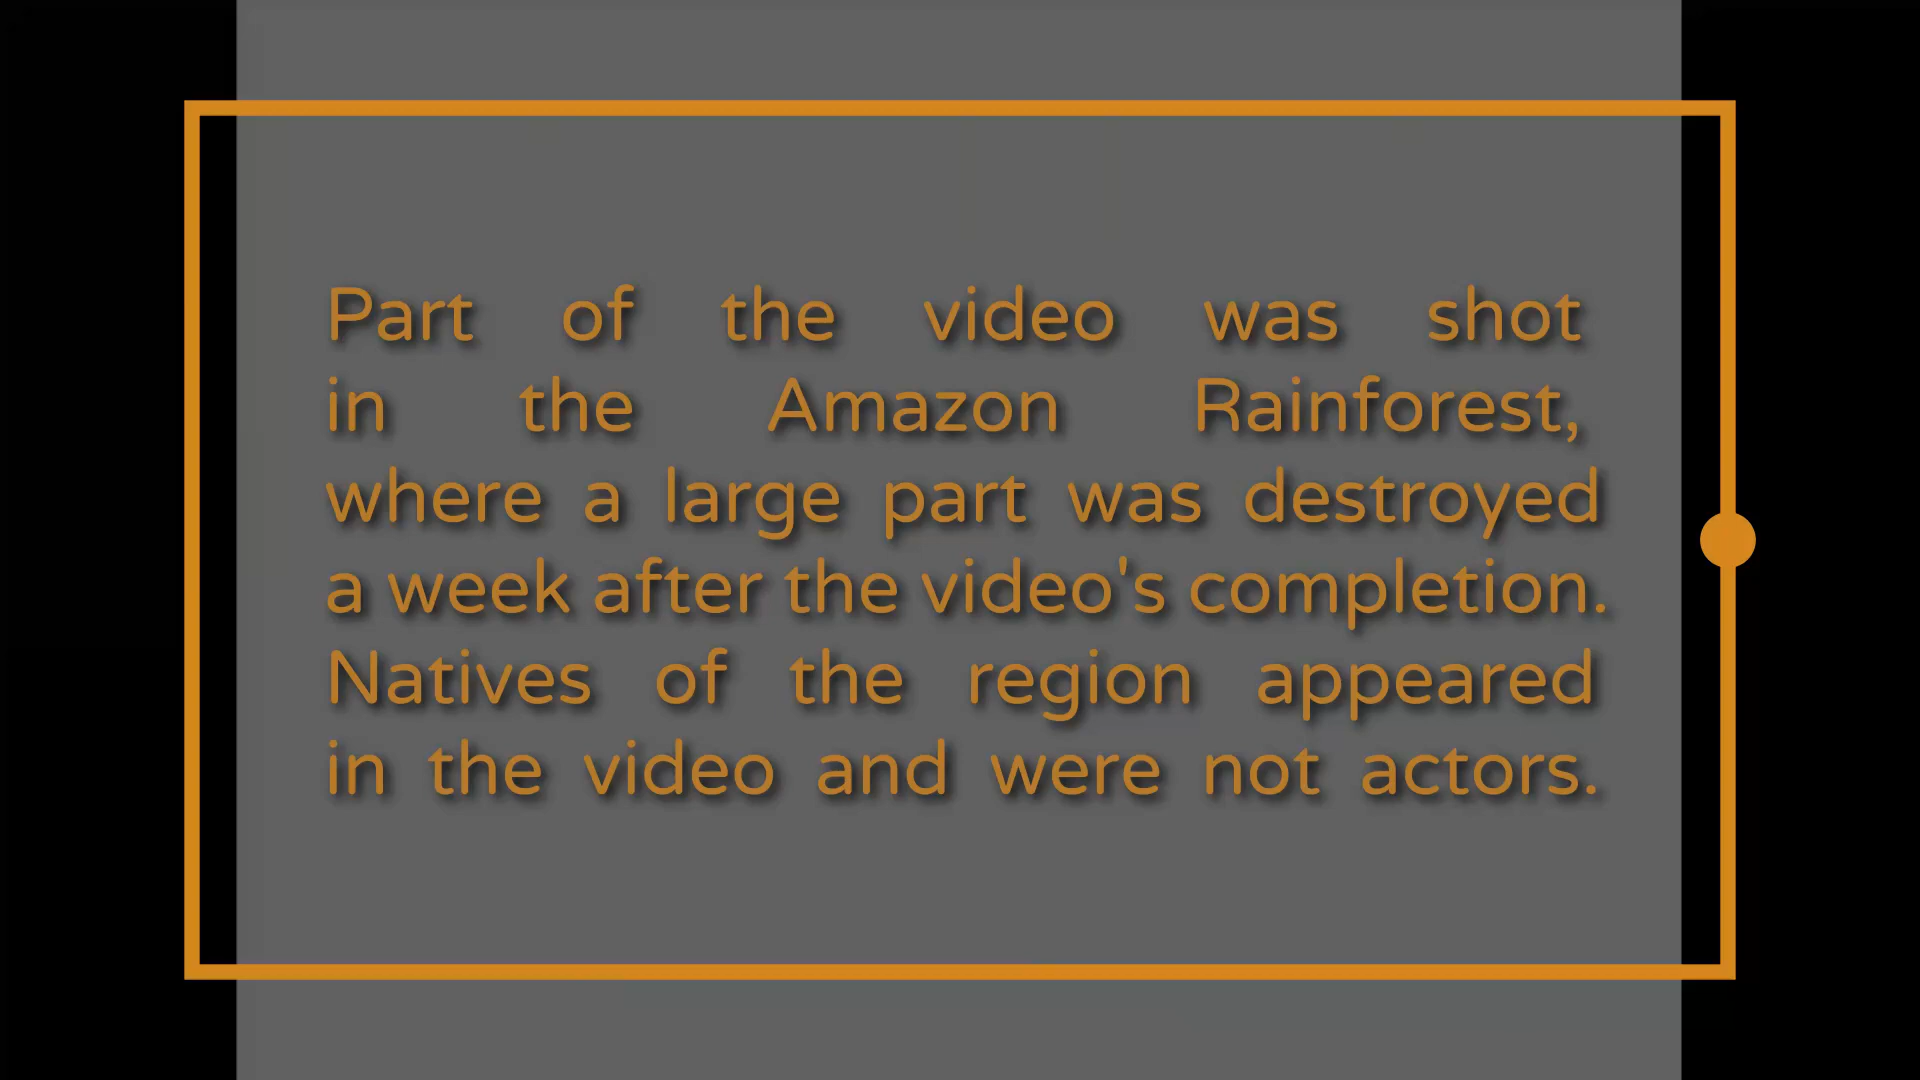 Part of the video was shot
in the Amazon Rainforest,
where a large part was destroyed
a week after the video's completion.
Natives of the region appeared
in the video and were not actors.